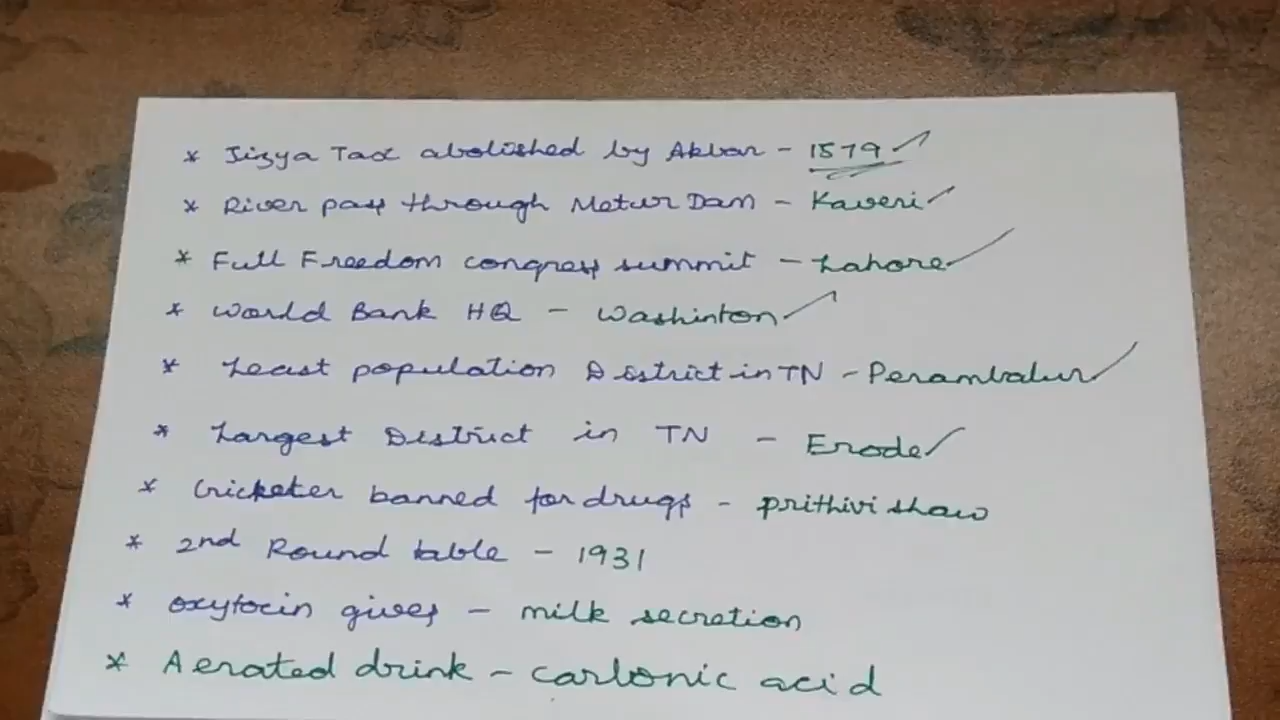 * Jizya Tax abolished by Akbar - 1579 ✓
* River pass through Metur Dam - Kaveri ✓
* Full Freedom congress summit - Lahore ✓
* World Bank HQ - Washinton ✓
* Least population District in TN - Perambalur ✓
* Largest District in TN - Erode ✓
* Cricketer banned for drugs - prithivi shaw
* 2nd Round table - 1931
* oxytocin gives - milk secretion
* Aerated drink - carbonic acid